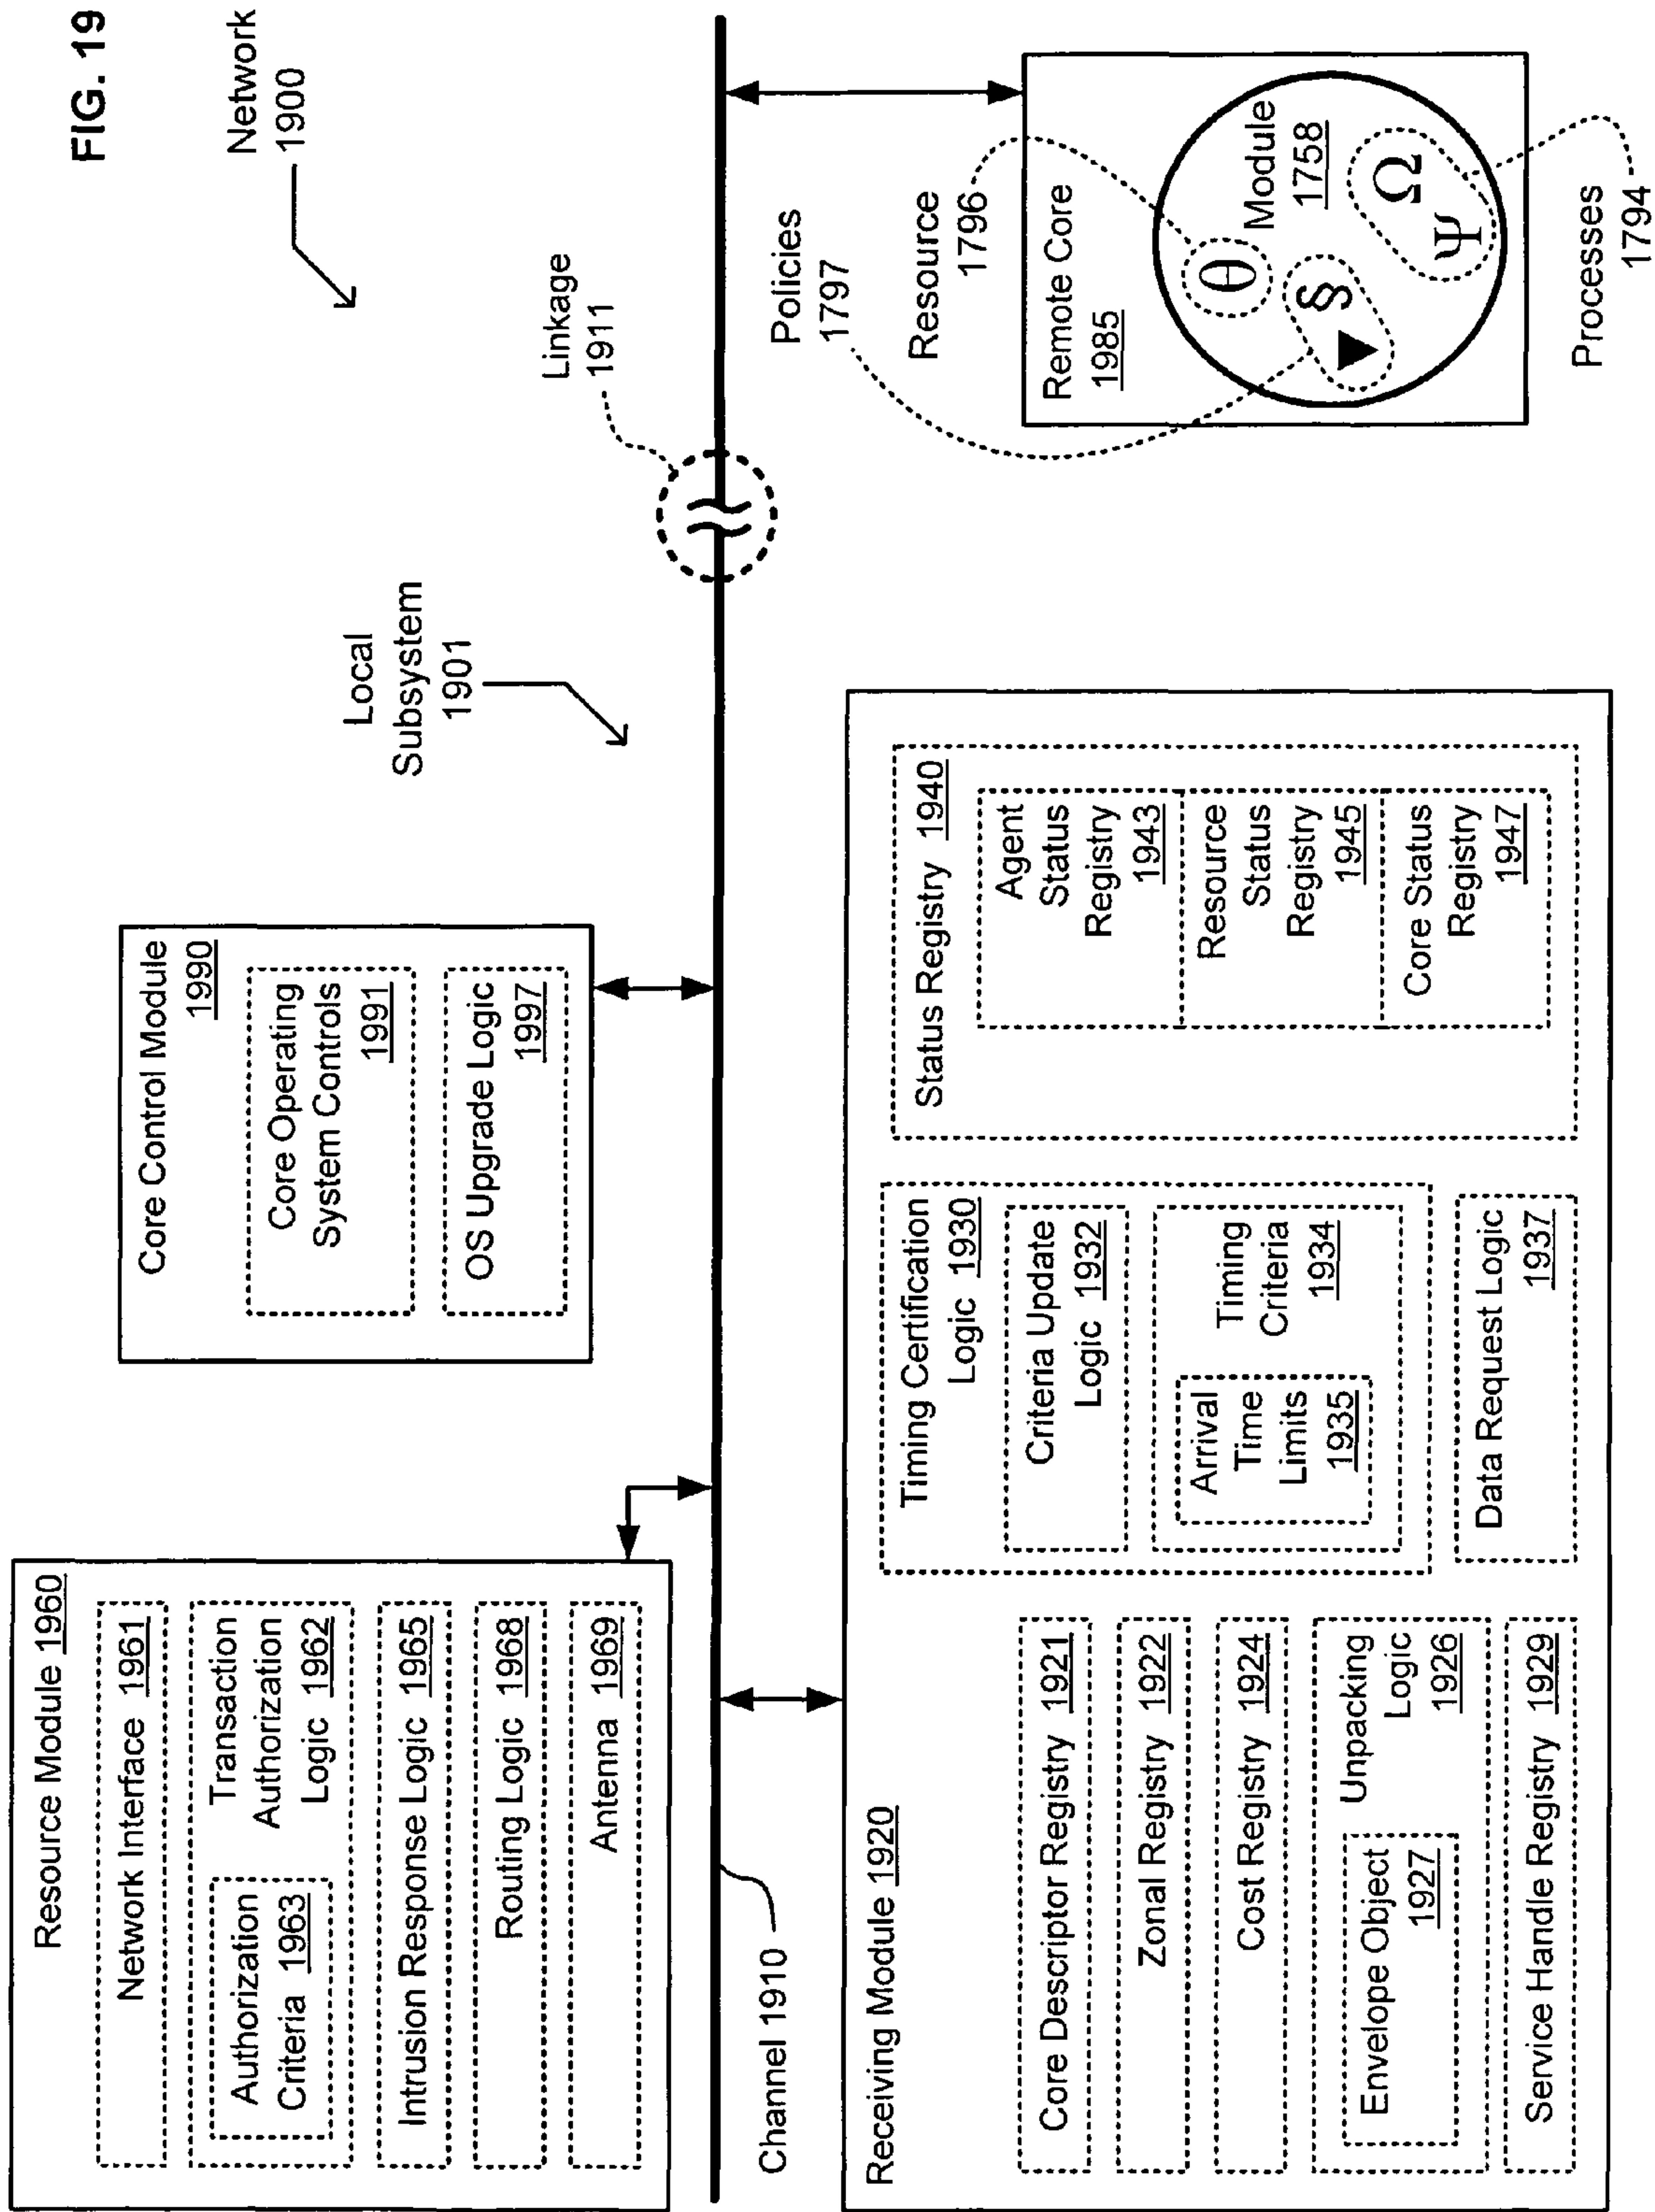 FIG. 19
Network
1900
Local
Subsystem
1901
Linkage
1911
Resource Module 1960
Network Interface 1961
Transaction
Authorization
Logic 1962
Authorization
Criteria 1963
Intrusion Response Logic 1965
Routing Logic 1968
Antenna 1969
Core Control Module
1990
Core Operating
System Controls
1991
OS Upgrade Logic
1997
Channel 1910
Receiving Module 1920
Core Descriptor Registry 1921
Zonal Registry 1922
Cost Registry 1924
Unpacking
Logic
1926
Envelope Object
1927
Service Handle Registry 1929
Timing Certification
Logic 1930
Criteria Update
Logic 1932
Timing
Criteria
1934
Arrival
Time
Limits
1935
Data Request Logic
1937
Status Registry 1940
Agent
Status
Registry
1943
Resource
Status
Registry
1945
Core Status
Registry
1947
Policies
1797
Resource
1796
Remote Core
1985
Module
1758
θ
§
Ψ Ω
Processes
1794